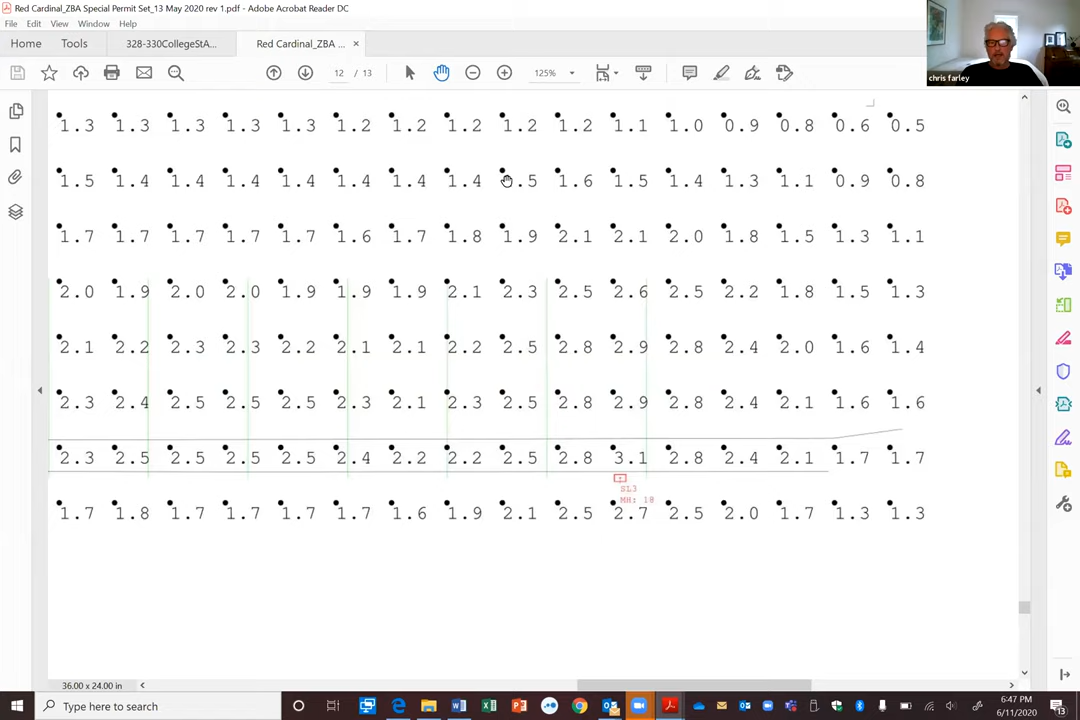 Red Cardinal_ZBA Special Permit Set_13 May 2020 rev 1.pdf - Adobe Acrobat Reader DC
File Edit View Window Help
Home Tools 328-330CollegeStA... Red Cardinal_ZBA ... ×
12 / 13 125%
chris farley
1.3 1.3 1.3 1.3 1.3 1.2 1.2 1.2 1.2 1.2 1.1 1.0 0.9 0.8 0.6 0.5
1.5 1.4 1.4 1.4 1.4 1.4 1.4 1.4 .5 1.6 1.5 1.4 1.3 1.1 0.9 0.8
1.7 1.7 1.7 1.7 1.7 1.6 1.7 1.8 1.9 2.1 2.1 2.0 1.8 1.5 1.3 1.1
2.0 1.9 2.0 2.0 1.9 1.9 1.9 2.1 2.3 2.5 2.6 2.5 2.2 1.8 1.5 1.3
2.1 2.2 2.3 2.3 2.2 2.1 2.1 2.2 2.5 2.8 2.9 2.8 2.4 2.0 1.6 1.4
2.3 2.4 2.5 2.5 2.5 2.3 2.1 2.3 2.5 2.8 2.9 2.8 2.4 2.1 1.6 1.6
2.3 2.5 2.5 2.5 2.5 2.4 2.2 2.2 2.5 2.8 3.1 2.8 2.4 2.1 1.7 1.7
SL3
MH: 18
1.7 1.8 1.7 1.7 1.7 1.7 1.6 1.9 2.1 2.5 2.7 2.5 2.0 1.7 1.3 1.3
36.00 x 24.00 in
Type here to search
6:47 PM
6/11/2020
13